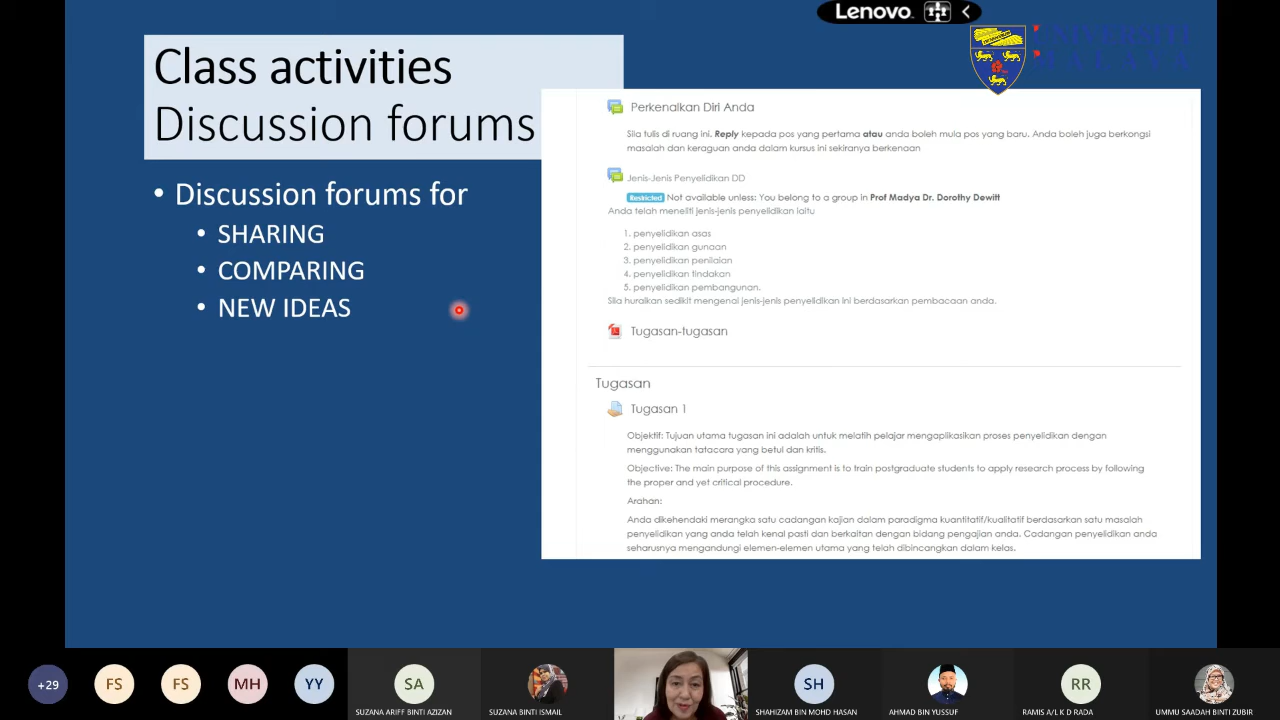 Lenovo
UNIVERSITI
MALAYA
Class activities
Discussion forums
• Discussion forums for
• SHARING
• COMPARING
• NEW IDEAS
Perkenalkan Diri Anda
Sila tulis di ruang ini. Reply kepada pos yang pertama atau anda boleh mula pos yang baru. Anda boleh juga berkongsi
masalah dan keraguan anda dalam kursus ini sekiranya berkenaan
Jenis-Jenis Penyelidikan DD
Restricted Not available unless: You belong to a group in Prof Madya Dr. Dorothy Dewitt
Anda telah meneliti jenis-jenis penyelidikan iaitu
1. penyelidikan asas
2. penyelidikan gunaan
3. penyelidikan penilaian
4. penyelidikan tindakan
5. penyelidikan pembangunan.
Sila huraikan sedikit mengenai jenis-jenis penyelidikan ini berdasarkan pembacaan anda.
Tugasan-tugasan
Tugasan
Tugasan 1
Objektif: Tujuan utama tugasan ini adalah untuk melatih pelajar mengaplikasikan proses penyelidikan dengan
menggunakan tatacara yang betul dan kritis.
Objective: The main purpose of this assignment is to train postgraduate students to apply research process by following
the proper and yet critical procedure.
Arahan:
Anda dikehendaki merangka satu cadangan kajian dalam paradigma kuantitatif/kualitatif berdasarkan satu masalah
penyelidikan yang anda telah kenal pasti dan berkaitan dengan bidang pengajian anda. Cadangan penyelidikan anda
seharusnya mengandungi elemen-elemen utama yang telah dibincangkan dalam kelas.
+29
FS
FS
MH
YY
SA
SH
RR
SUZANA ARIFF BINTI AZIZAN
SUZANA BINTI ISMAIL
SHAHIZAM BIN MOHD HASAN
AHMAD BIN YUSSUF
RAMIS A/L K D RADA
UMMU SAADAH BINTI ZUBIR